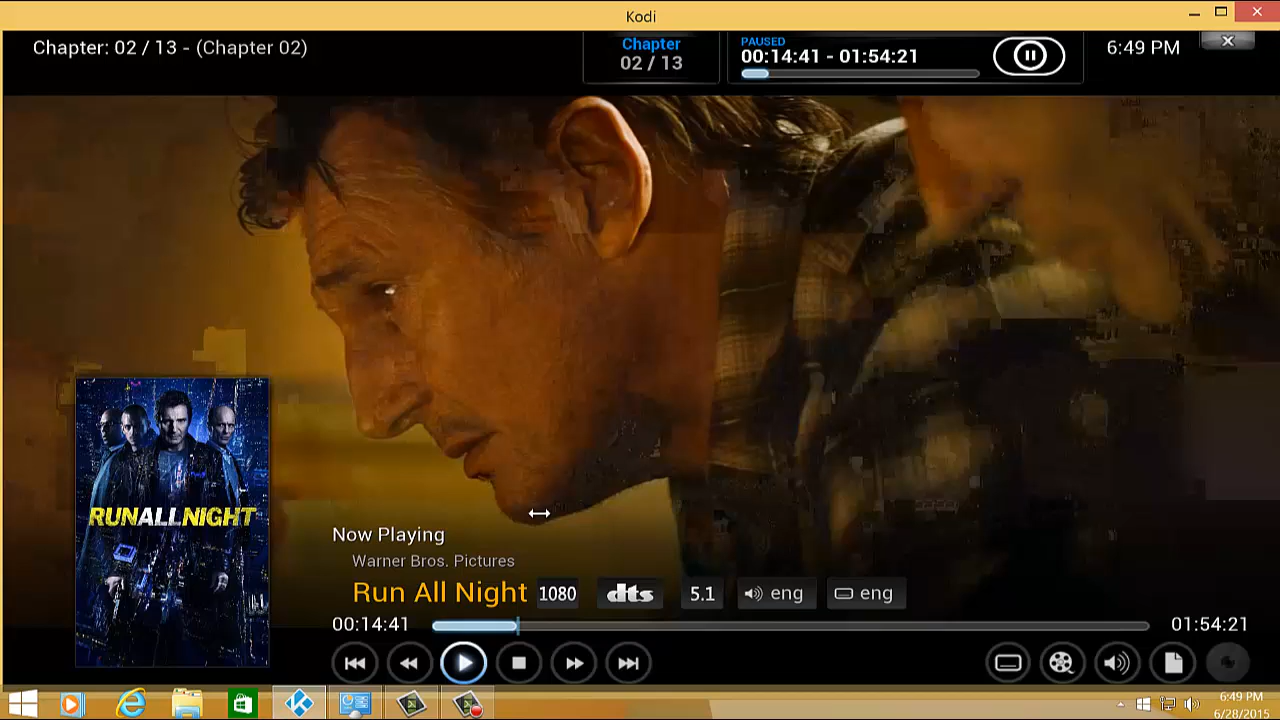 Kodi
Chapter: 02 / 13 - (Chapter 02)
Chapter
02 / 13
PAUSED
00:14:41 - 01:54:21
6:49 PM
RUNALLNIGHT
Now Playing
Warner Bros. Pictures
Run All Night 1080 dts 5.1 eng eng
00:14:41 01:54:21
6:49 PM
6/28/2015